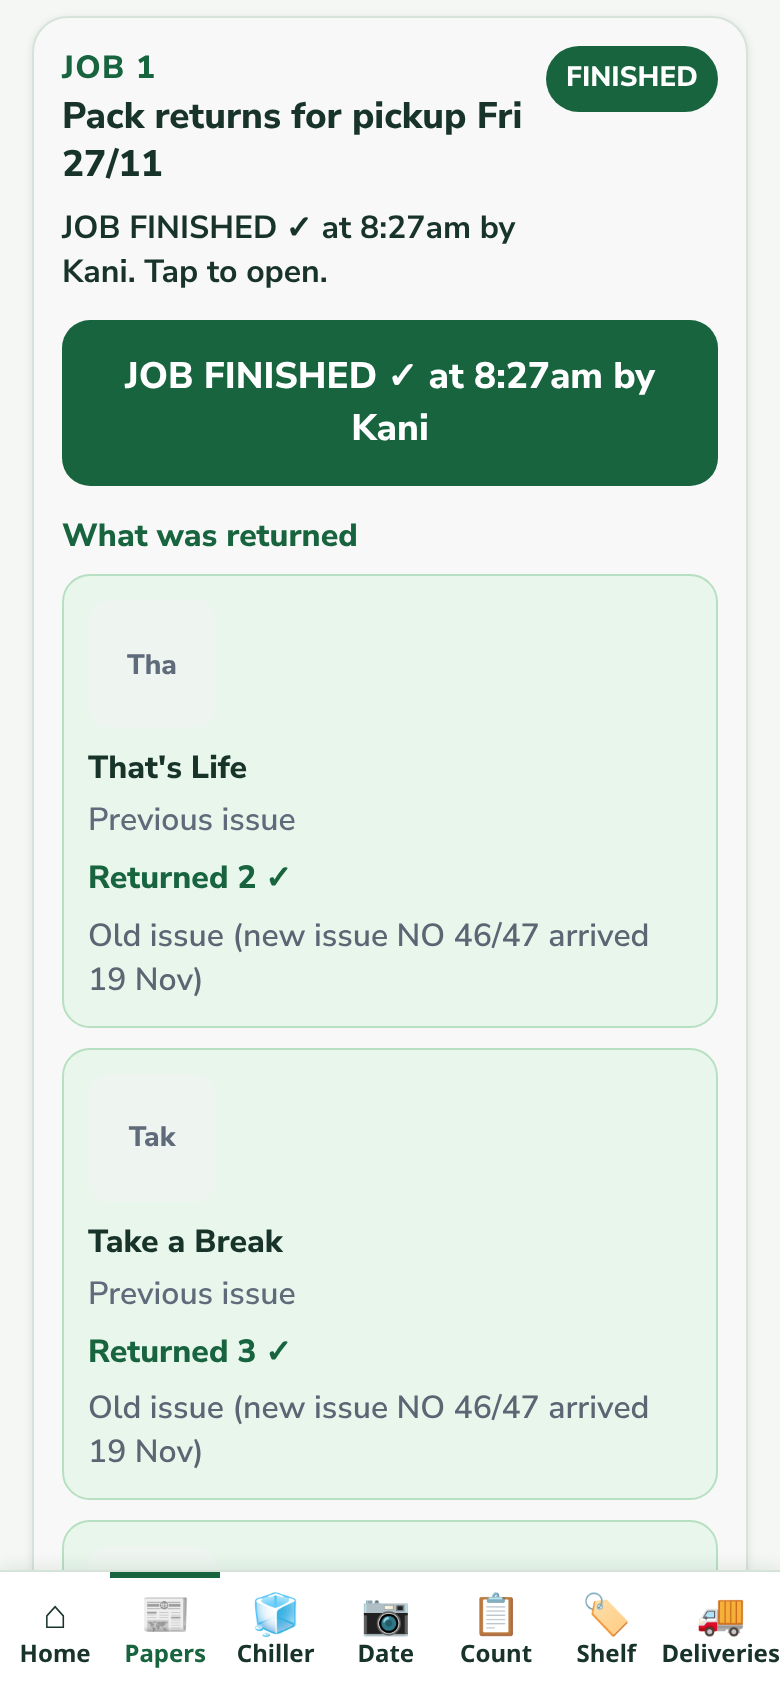 JOB 1
FINISHED
Pack returns for pickup Fri
27/11
JOB FINISHED ✓ at 8:27am by
Kani. Tap to open.
JOB FINISHED ✓ at 8:27am by
Kani
What was returned
Tha
That's Life
Previous issue
Returned 2 ✓
Old issue (new issue NO 46/47 arrived
19 Nov)
Tak
Take a Break
Previous issue
Returned 3 ✓
Old issue (new issue NO 46/47 arrived
19 Nov)
Home
Papers
Chiller
Date
Count
Shelf
Deliveries